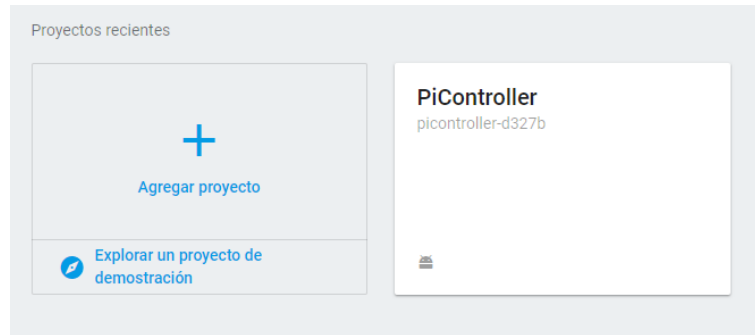 Proyectos recientes
Agregar proyecto
Explorar un proyecto de
demostración
PiController
picontroller-d327b